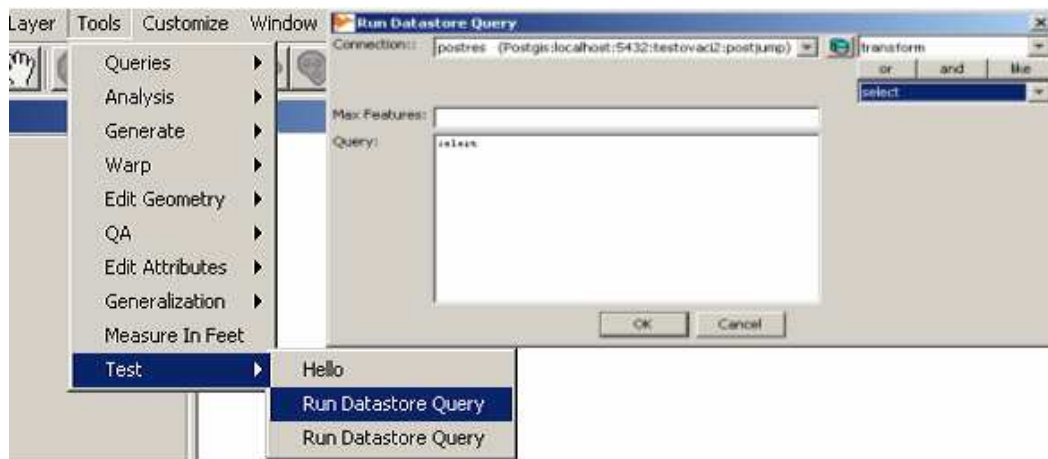 Layer Tools Customize Window
Queries
Analysis
Generate
Warp
Edit Geometry
QA
Edit Attributes
Generalization
Measure In Feet
Test
Hello
Run Datastore Query
Run Datastore Query
Run Datastore Query
Connection::
postres (Postgis:localhost:5432:testovaci2:postjump)
transform
or and like
select
Max Features:
Query:
select
OK Cancel